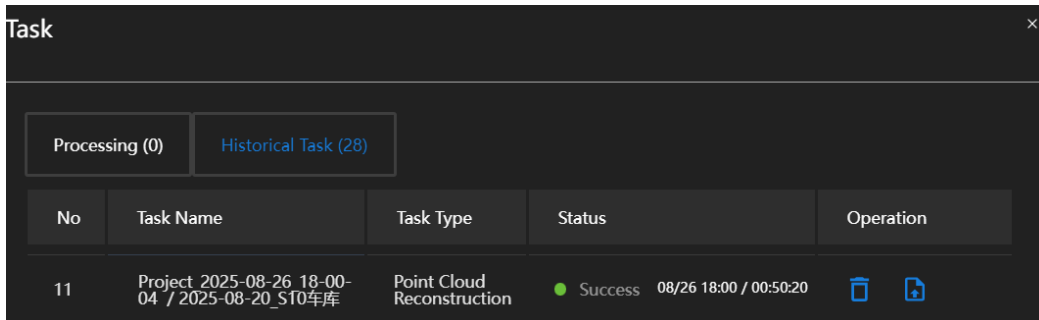 Task
×
Processing (0) Historical Task (28)
No Task Name Task Type Status Operation
11 Project_2025-08-26_18-00-04 / 2025-08-20_S10车库 Point Cloud Reconstruction Success 08/26 18:00 / 00:50:20